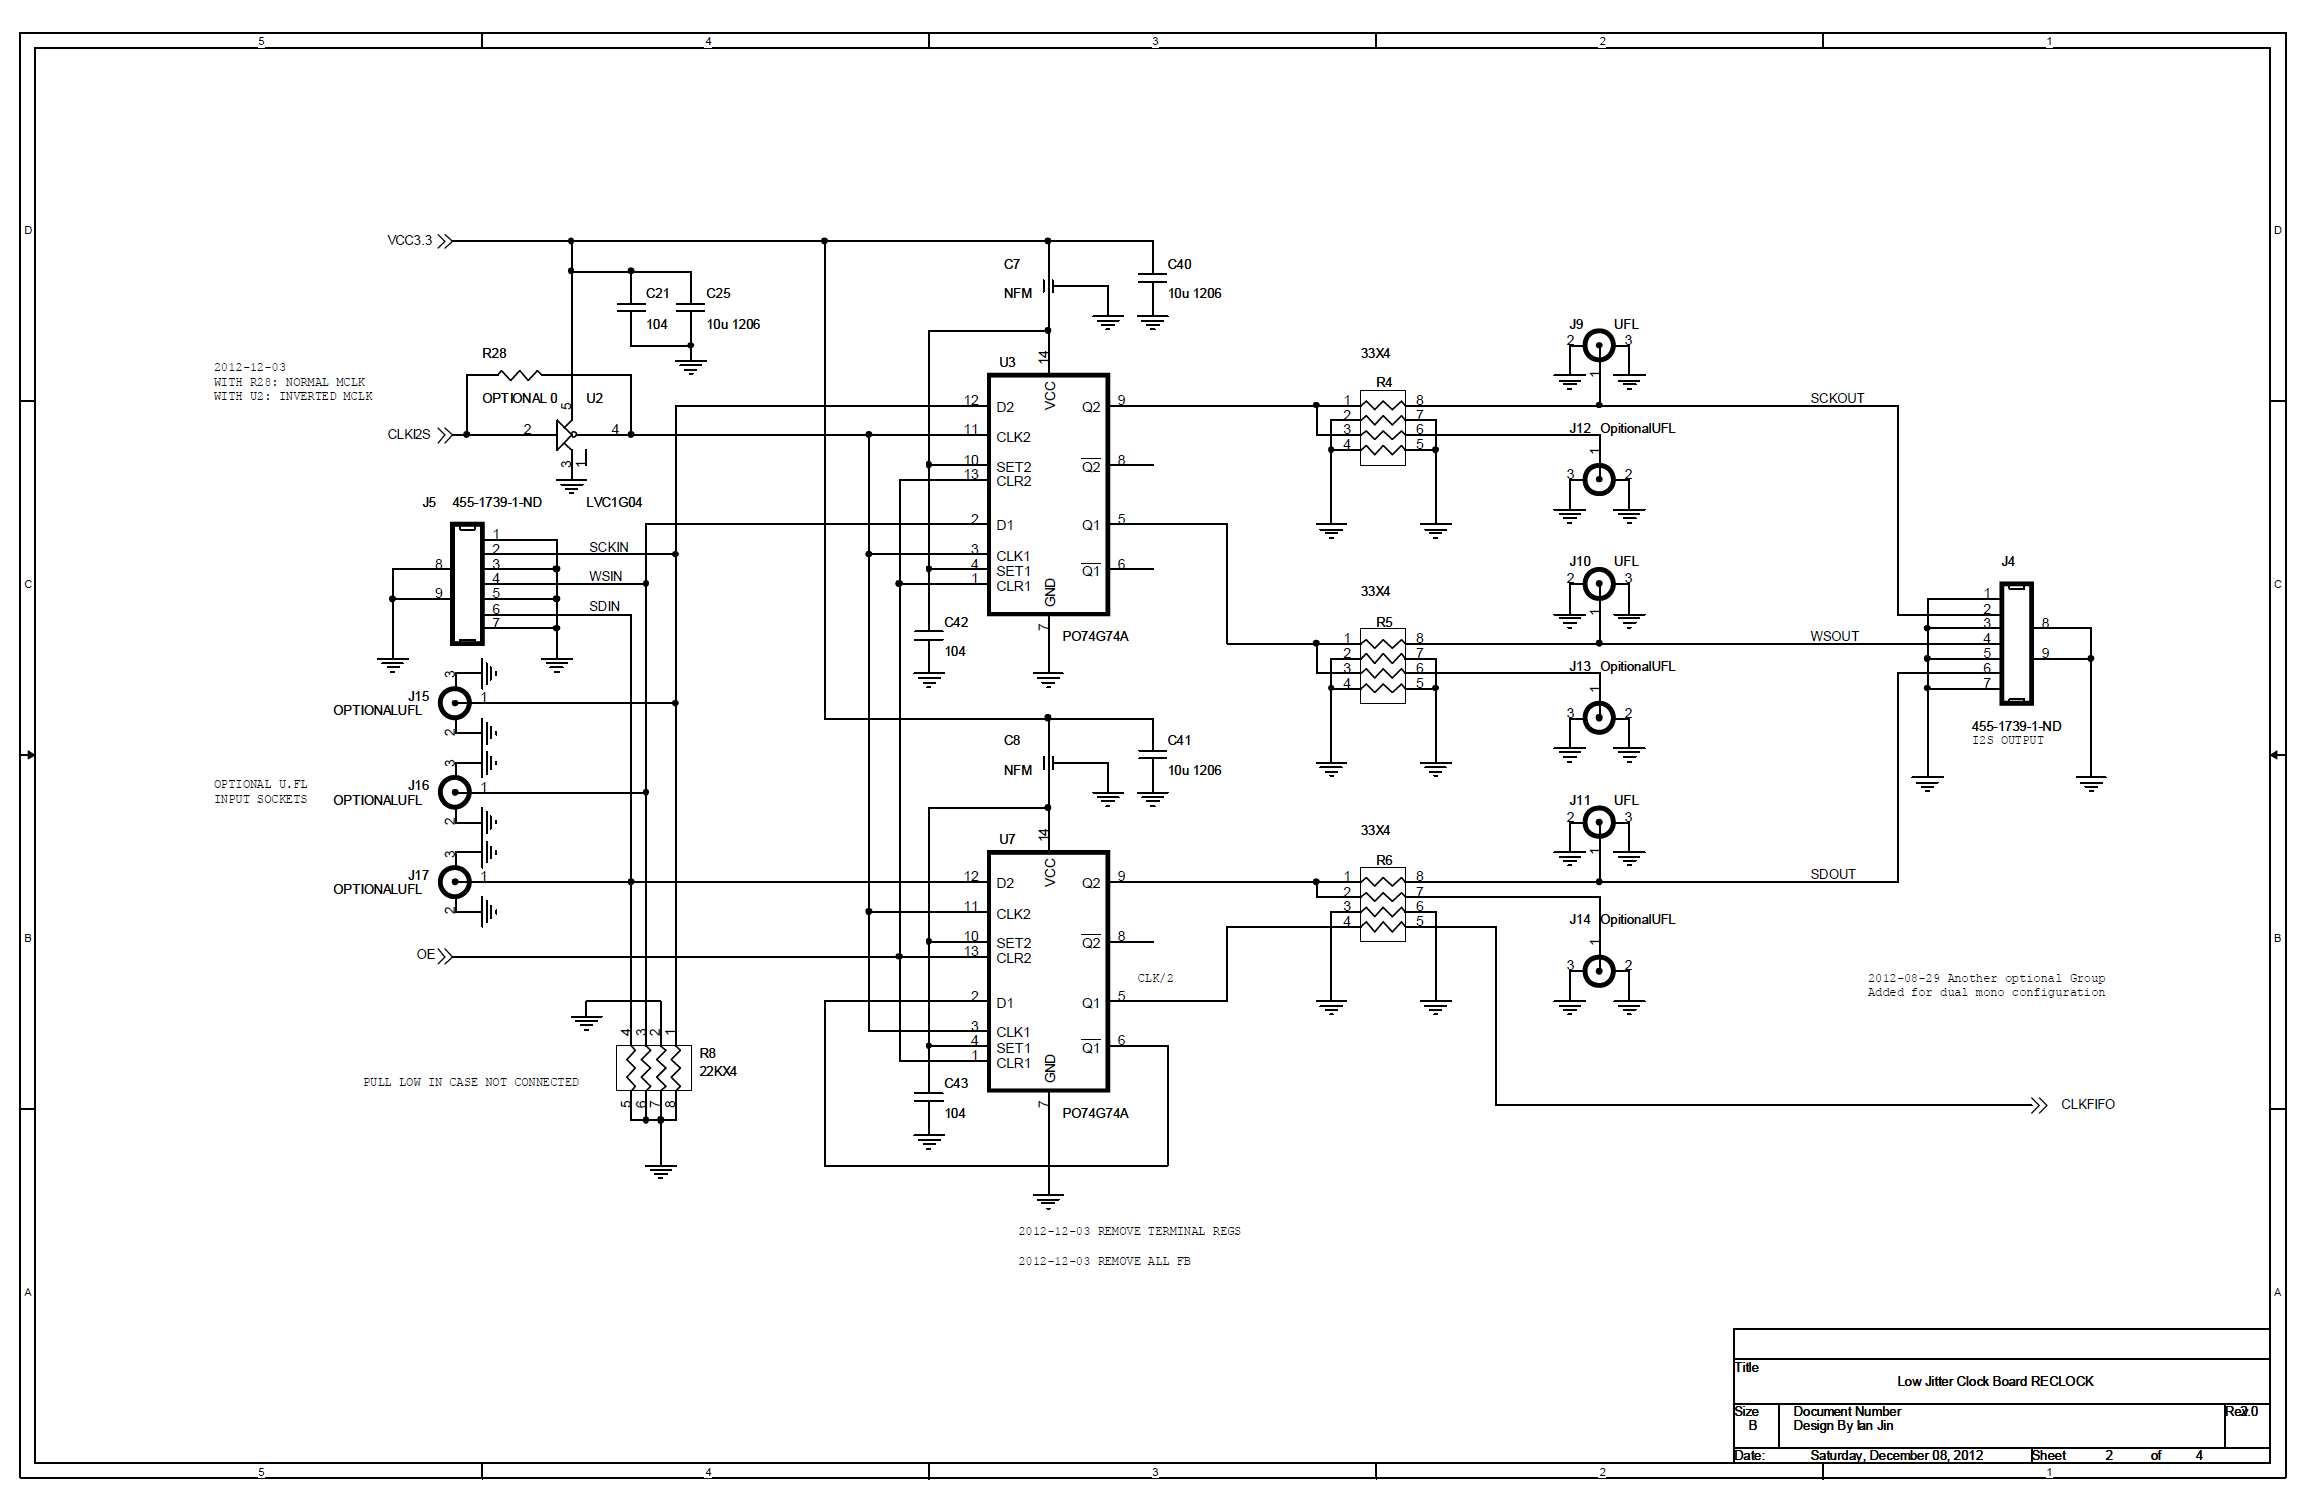 5 4 3 2 1
D D
VCC3.3
C7
NFM
C40
10u 1206
C21
104
C25
10u 1206
2012-12-03
WITH R28: NORMAL MCLK
WITH U2: INVERTED MCLK
R28
OPTIONAL 0
U2
5
CLKI2S
2
4
3
1
LVC1G04
U3
14
VCC
12 D2
11 CLK2
10 SET2
13 CLR2
2 D1
3 CLK1
4 SET1
1 CLR1
Q2 9
Q2 8
Q1 5
Q1 6
GND
7
PO74G74A
C42
104
33X4
R4
1 8
2 7
3 6
4 5
J9 UFL
2 3
1
SCKOUT
J12 OpitionalUFL
1
3 2
J5 455-1739-1-ND
1
2 SCKIN
3
4 WSIN
5
6 SDIN
7
8
9
C C
33X4
R5
1 8
2 7
3 6
4 5
J10 UFL
2 3
1
WSOUT
J13 OpitionalUFL
1
3 2
J4
1
2
3
4
5
6
7
8
9
455-1739-1-ND
I2S OUTPUT
J15
OPTIONALUFL
3
1
2
J16
OPTIONALUFL
3
1
2
J17
OPTIONALUFL
3
1
2
OPTIONAL U.FL
INPUT SOCKETS
C8
NFM
C41
10u 1206
U7
14
VCC
12 D2
11 CLK2
10 SET2
13 CLR2
2 D1
3 CLK1
4 SET1
1 CLR1
Q2 9
Q2 8
CLK/2
Q1 5
Q1 6
GND
7
PO74G74A
C43
104
33X4
R6
1 8
2 7
3 6
4 5
J11 UFL
2 3
1
SDOUT
J14 OpitionalUFL
1
3 2
B B
OE
2012-08-29 Another optional Group
Added for dual mono configuration
4 3 2 1
R8
22KX4
5 6 7 8
PULL LOW IN CASE NOT CONNECTED
CLKFIFO
2012-12-03 REMOVE TERMINAL REGS
2012-12-03 REMOVE ALL FB
A A
Title
Low Jitter Clock Board RECLOCK
Size
B
Document Number
Design By Ian Jin
Rev 2.0
Date: Saturday, December 08, 2012 Sheet 2 of 4
5 4 3 2 1